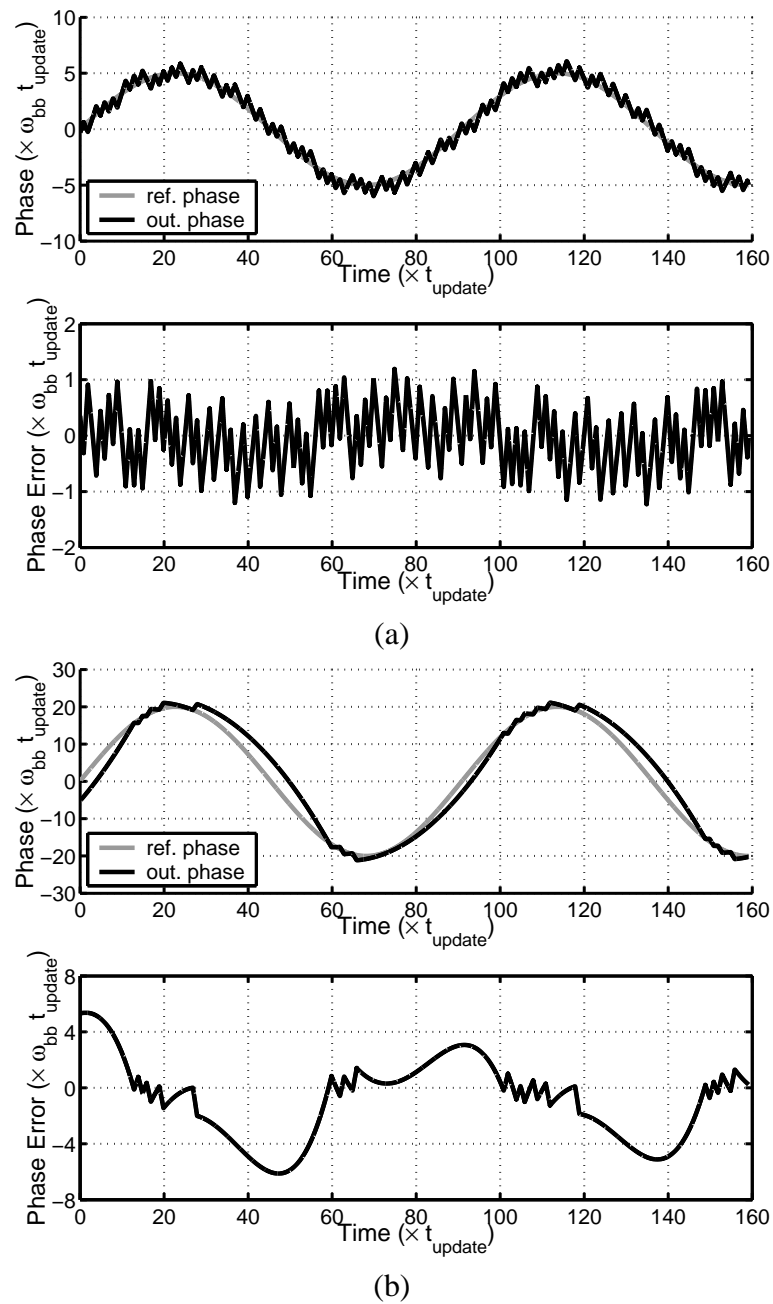 10
5
0
−5
−10
Phase (× ω_bb t_update)
ref. phase
out. phase
0 20 40 60 80 100 120 140 160
Time (× t_update)
2
1
0
−1
−2
Phase Error (× ω_bb t_update)
0 20 40 60 80 100 120 140 160
Time (× t_update)
(a)
30
20
10
0
−10
−20
−30
Phase (× ω_bb t_update)
ref. phase
out. phase
0 20 40 60 80 100 120 140 160
Time (× t_update)
8
4
0
−4
−8
Phase Error (× ω_bb t_update)
0 20 40 60 80 100 120 140 160
Time (× t_update)
(b)